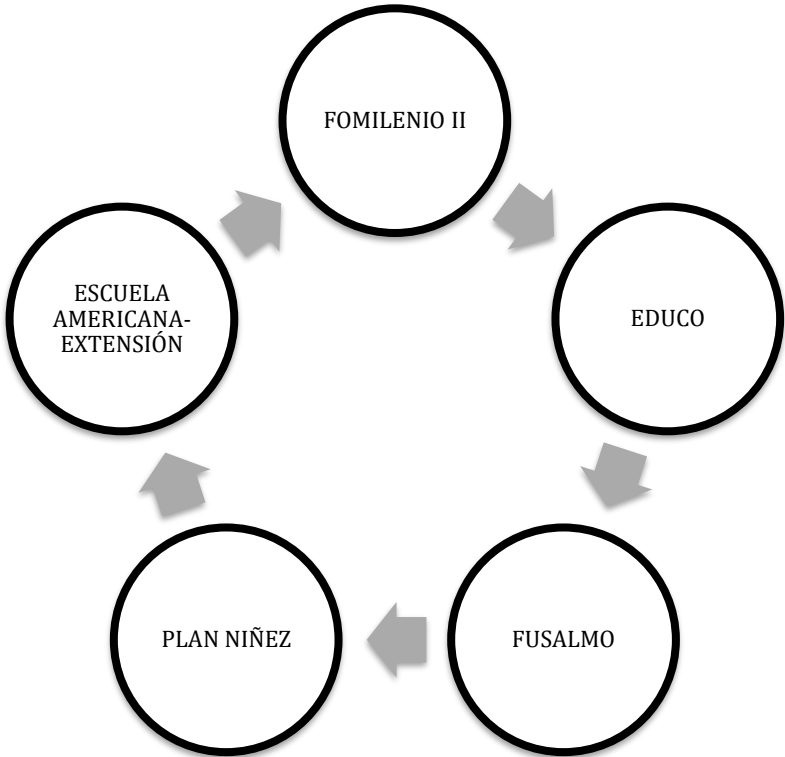 FOMILENIO II
EDUCO
FUSALMO
PLAN NIÑEZ
ESCUELA
AMERICANA-
EXTENSIÓN